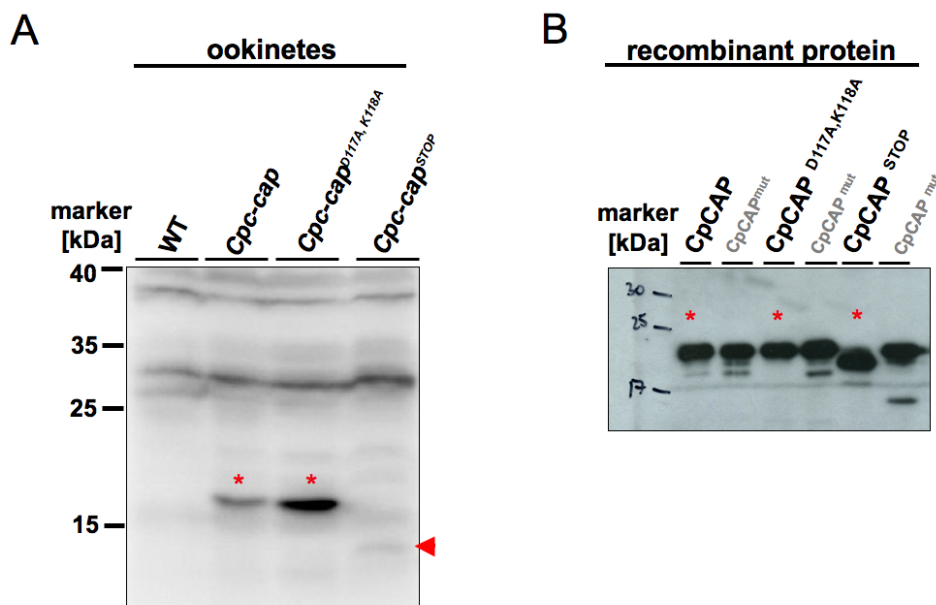 A
ookinetes
marker
[kDa]
WT
Cpc-cap
Cpc-cap D117A, K118A
Cpc-cap STOP
40
35
25
15
*
*
B
recombinant protein
marker
[kDa]
CpCAP
CpCAP mut
CpCAP D117A,K118A
CpCAP mut
CpCAP STOP
CpCAP mut
30
25
17
*
*
*